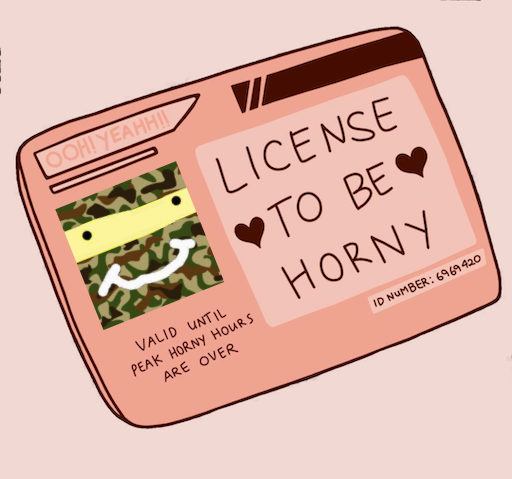 OOH! YEAHH!!
LICENSE
TO BE
HORNY
ID NUMBER: 6969420
VALID UNTIL
PEAK HORNY HOURS
ARE OVER